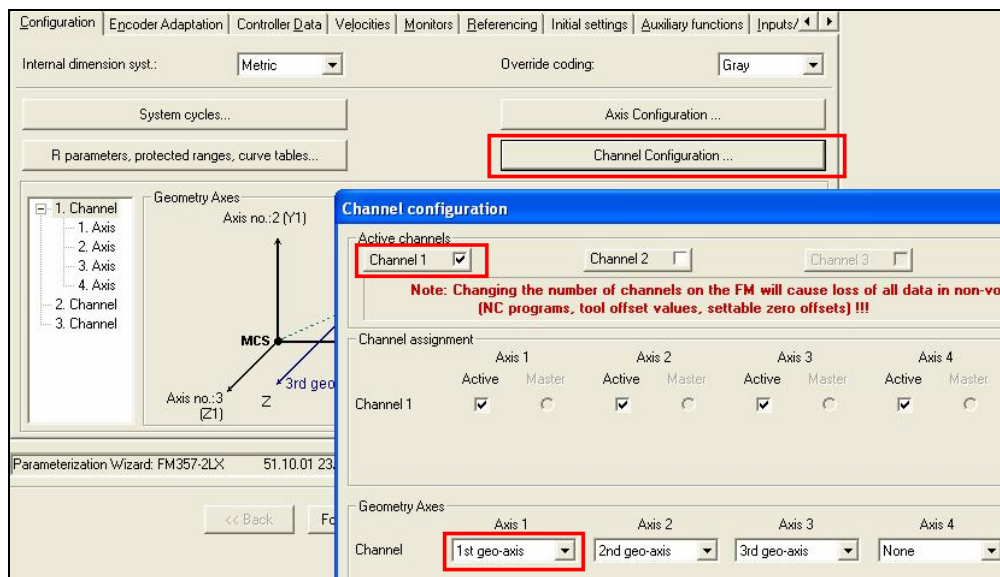 Configuration | Encoder Adaptation | Controller Data | Velocities | Monitors | Referencing | Initial settings | Auxiliary functions | Inputs/
Internal dimension syst.: Metric Override coding: Gray
System cycles... Axis Configuration ...
R parameters, protected ranges, curve tables... Channel Configuration ...
1. Channel
1. Axis
2. Axis
3. Axis
4. Axis
2. Channel
3. Channel
Geometry Axes
Axis no.:2 (Y1)
MCS
3rd geo
Axis no.:3
(Z1)
Z
Parameterization Wizard: FM357-2LX 51.10.01 23.
<< Back Fo
Channel configuration
Active channels
Channel 1 Channel 2 Channel 3
Note: Changing the number of channels on the FM will cause loss of all data in non-vo
(NC programs, tool offset values, settable zero offsets) !!!
Channel assignment
Axis 1 Axis 2 Axis 3 Axis 4
Active Master Active Master Active Master Active Master
Channel 1
Geometry Axes
Axis 1 Axis 2 Axis 3 Axis 4
Channel 1st geo-axis 2nd geo-axis 3rd geo-axis None